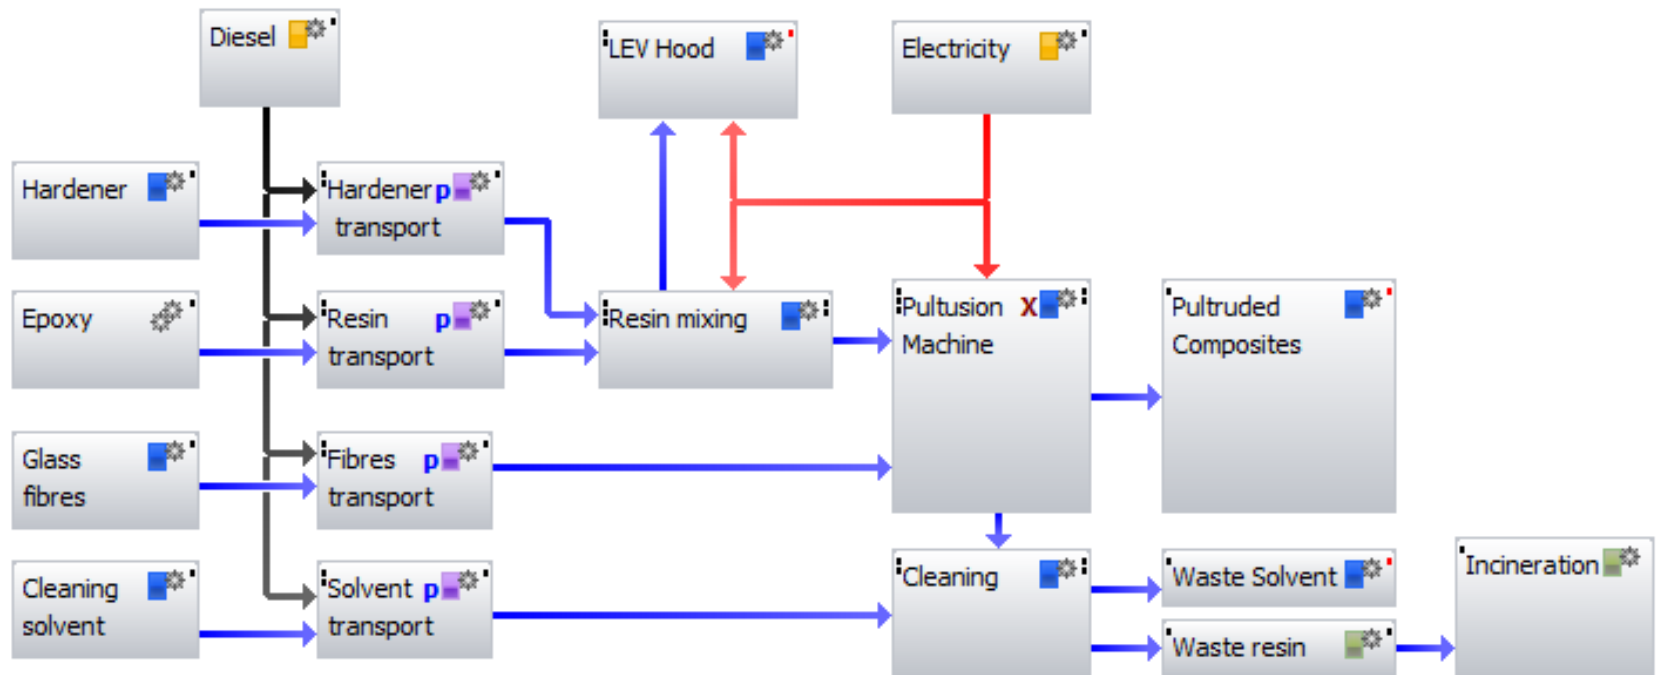 Diesel
LEV Hood
Electricity
Hardener
Hardener p
transport
Epoxy
Resin p
transport
Resin mixing
Pultusion X
Machine
Pultruded
Composites
Glass
fibres
Fibres p
transport
Cleaning
solvent
Solvent p
transport
Cleaning
Waste Solvent
Waste resin
Incineration